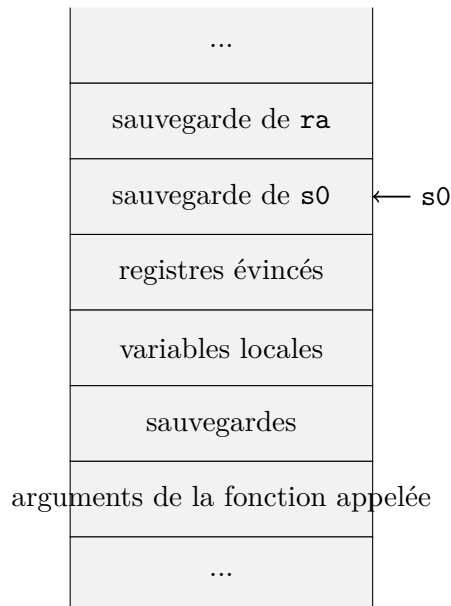 ...
sauvegarde de ra
sauvegarde de s0
s0
registres évincés
variables locales
sauvegardes
arguments de la fonction appelée
...